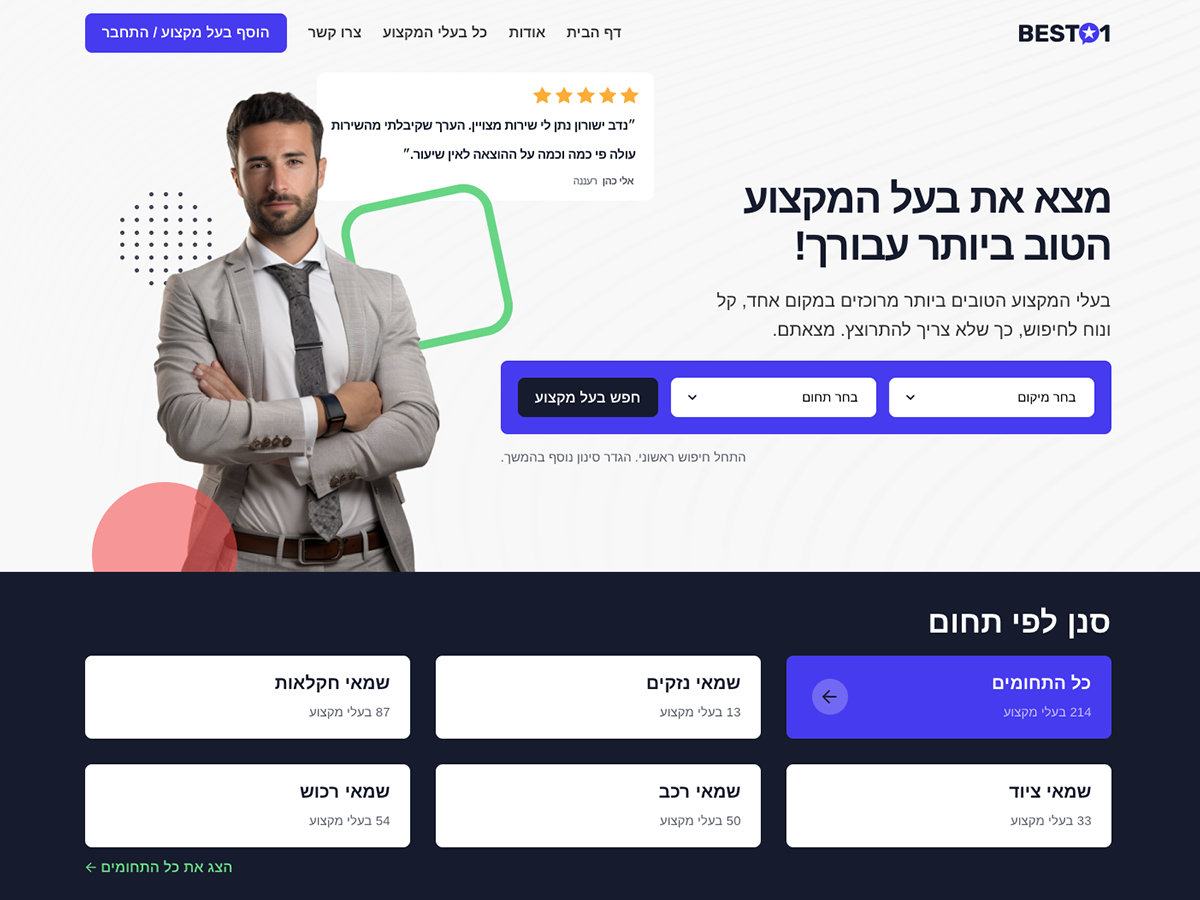 BEST1
דף הבית
אודות
כל בעלי המקצוע
צרו קשר
הוסף בעל מקצוע / התחבר
״נדב ישורון נתן לי שירות מצויין. הערך שקיבלתי מהשירות
עולה פי כמה וכמה על ההוצאה לאין שיעור.״
אלי כהן רעננה
מצא את בעל המקצוע
הטוב ביותר עבורך!
בעלי המקצוע הטובים ביותר מרוכזים במקום אחד, קל
ונוח לחיפוש, כך שלא צריך להתרוצץ. מצאתם.
בחר מיקום
בחר תחום
חפש בעל מקצוע
התחל חיפוש ראשוני. הגדר סינון נוסף בהמשך.
סנן לפי תחום
כל התחומים
214 בעלי מקצוע
שמאי נזקים
13 בעלי מקצוע
שמאי חקלאות
87 בעלי מקצוע
שמאי ציוד
33 בעלי מקצוע
שמאי רכב
50 בעלי מקצוע
שמאי רכוש
54 בעלי מקצוע
הצג את כל התחומים ←